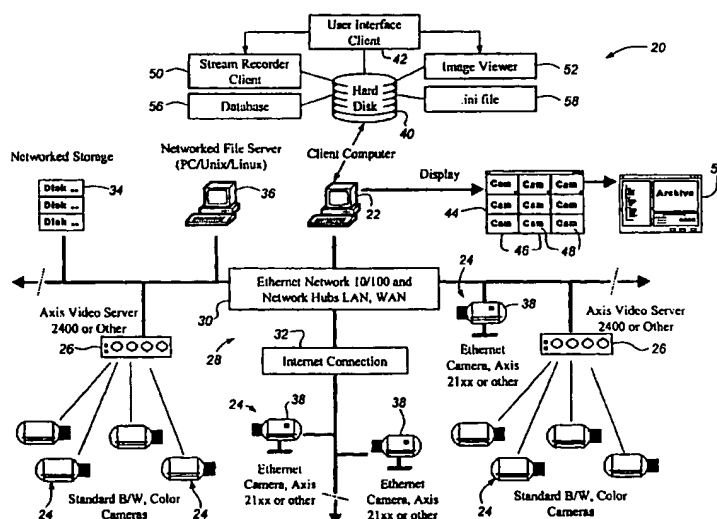 User Interface
Client
42
20
50
Stream Recorder
Client
Image Viewer
52
56
Database
Hard
Disk
.ini file
58
40
Networked Storage
Networked File Server
(PC/Unix/Linux)
Client Computer
Disk
Disk
Disk
34
36
22
Display
44
Cam Cam Cam
Cam Cam Cam
Cam Cam Cam
46
48
Archive
5
Ethernet Network 10/100 and
Network Hubs LAN, WAN
30
24
38
Axis Video Server
2400 or Other
26
28
32
Internet Connection
Ethernet
Camera, Axis
21xx or other
Axis Video Server
2400 or Other
26
24
38
38
Ethernet
Camera, Axis
21xx or other
Ethernet
Camera, Axis
21xx or other
Standard B/W, Color
Cameras
24
24
Standard B/W, Color
Cameras
24